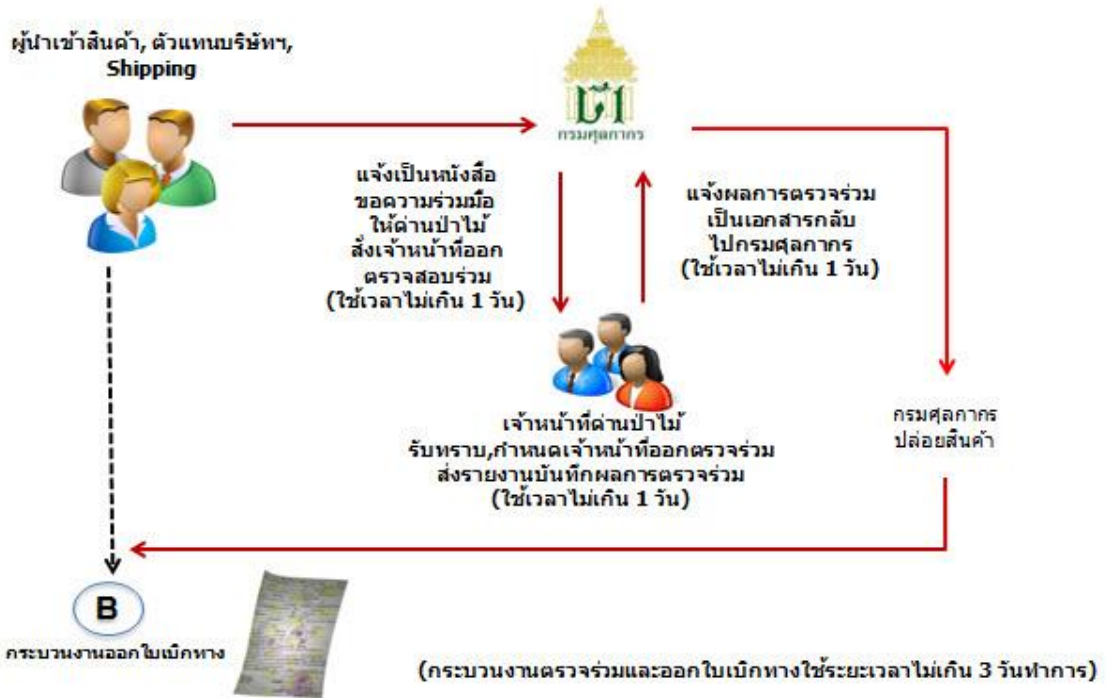 ผู้นำเข้าสินค้า, ตัวแทนบริษัทฯ,
Shipping
กรมศุลกากร
แจ้งเป็นหนังสือ
ขอความร่วมมือ
ให้ด่านป่าไม้
สั่งเจ้าหน้าที่ออก
ตรวจสอบร่วม
(ใช้เวลาไม่เกิน 1 วัน)
แจ้งผลการตรวจร่วม
เป็นเอกสารกลับ
ไปกรมศุลกากร
(ใช้เวลาไม่เกิน 1 วัน)
เจ้าหน้าที่ด่านป่าไม้
รับทราบ,กำหนดเจ้าหน้าที่ออกตรวจร่วม
ส่งรายงานบันทึกผลการตรวจร่วม
(ใช้เวลาไม่เกิน 1 วัน)
กรมศุลกากร
ปล่อยสินค้า
B
กระบวนงานออกใบเบิกทาง
(กระบวนงานตรวจร่วมและออกใบเบิกทางใช้ระยะเวลาไม่เกิน 3 วันทำการ)